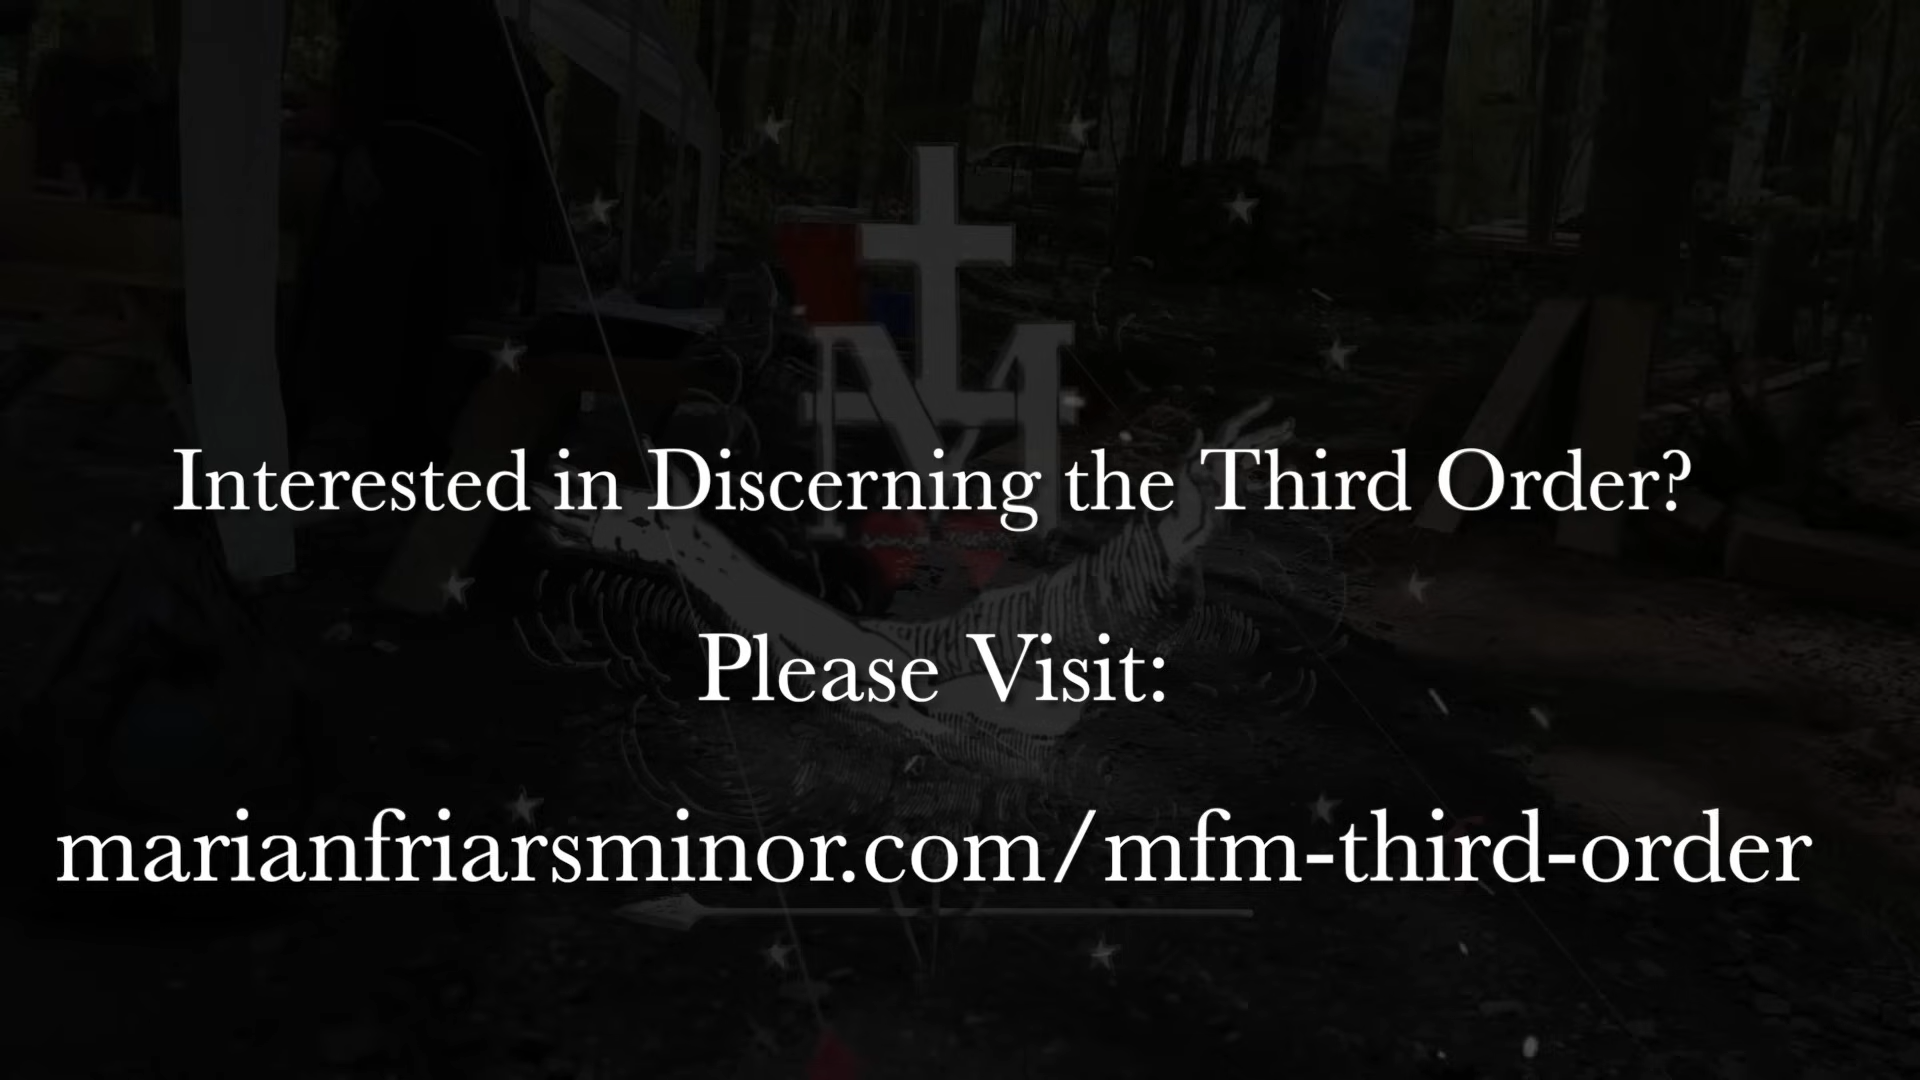 Interested in Discerning the Third Order?
Please Visit:
marianfriarsminor.com/mfm-third-order